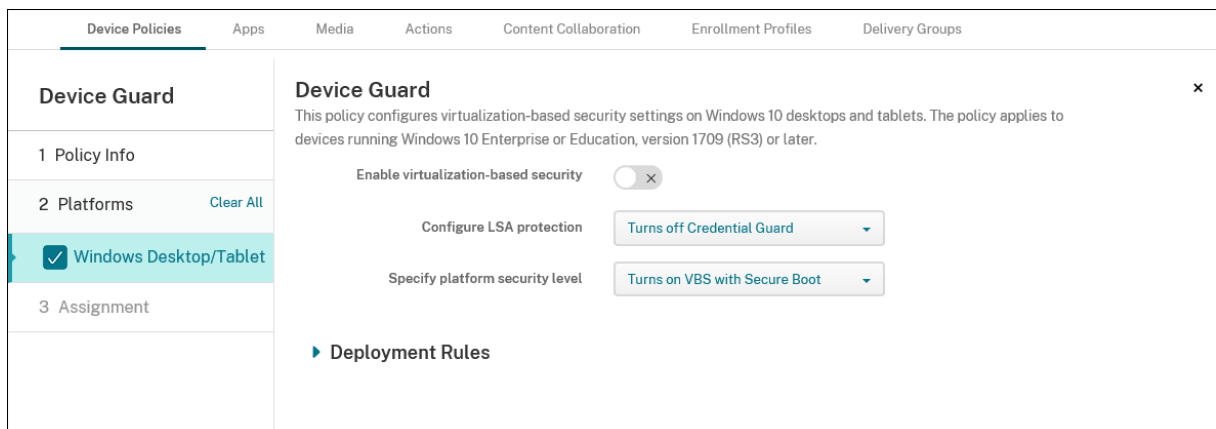 Device Policies Apps Media Actions Content Collaboration Enrollment Profiles Delivery Groups
Device Guard
1 Policy Info
2 Platforms Clear All
Windows Desktop/Tablet
3 Assignment
Device Guard
This policy configures virtualization-based security settings on Windows 10 desktops and tablets. The policy applies to
devices running Windows 10 Enterprise or Education, version 1709 (RS3) or later.
Enable virtualization-based security
Configure LSA protection Turns off Credential Guard
Specify platform security level Turns on VBS with Secure Boot
Deployment Rules